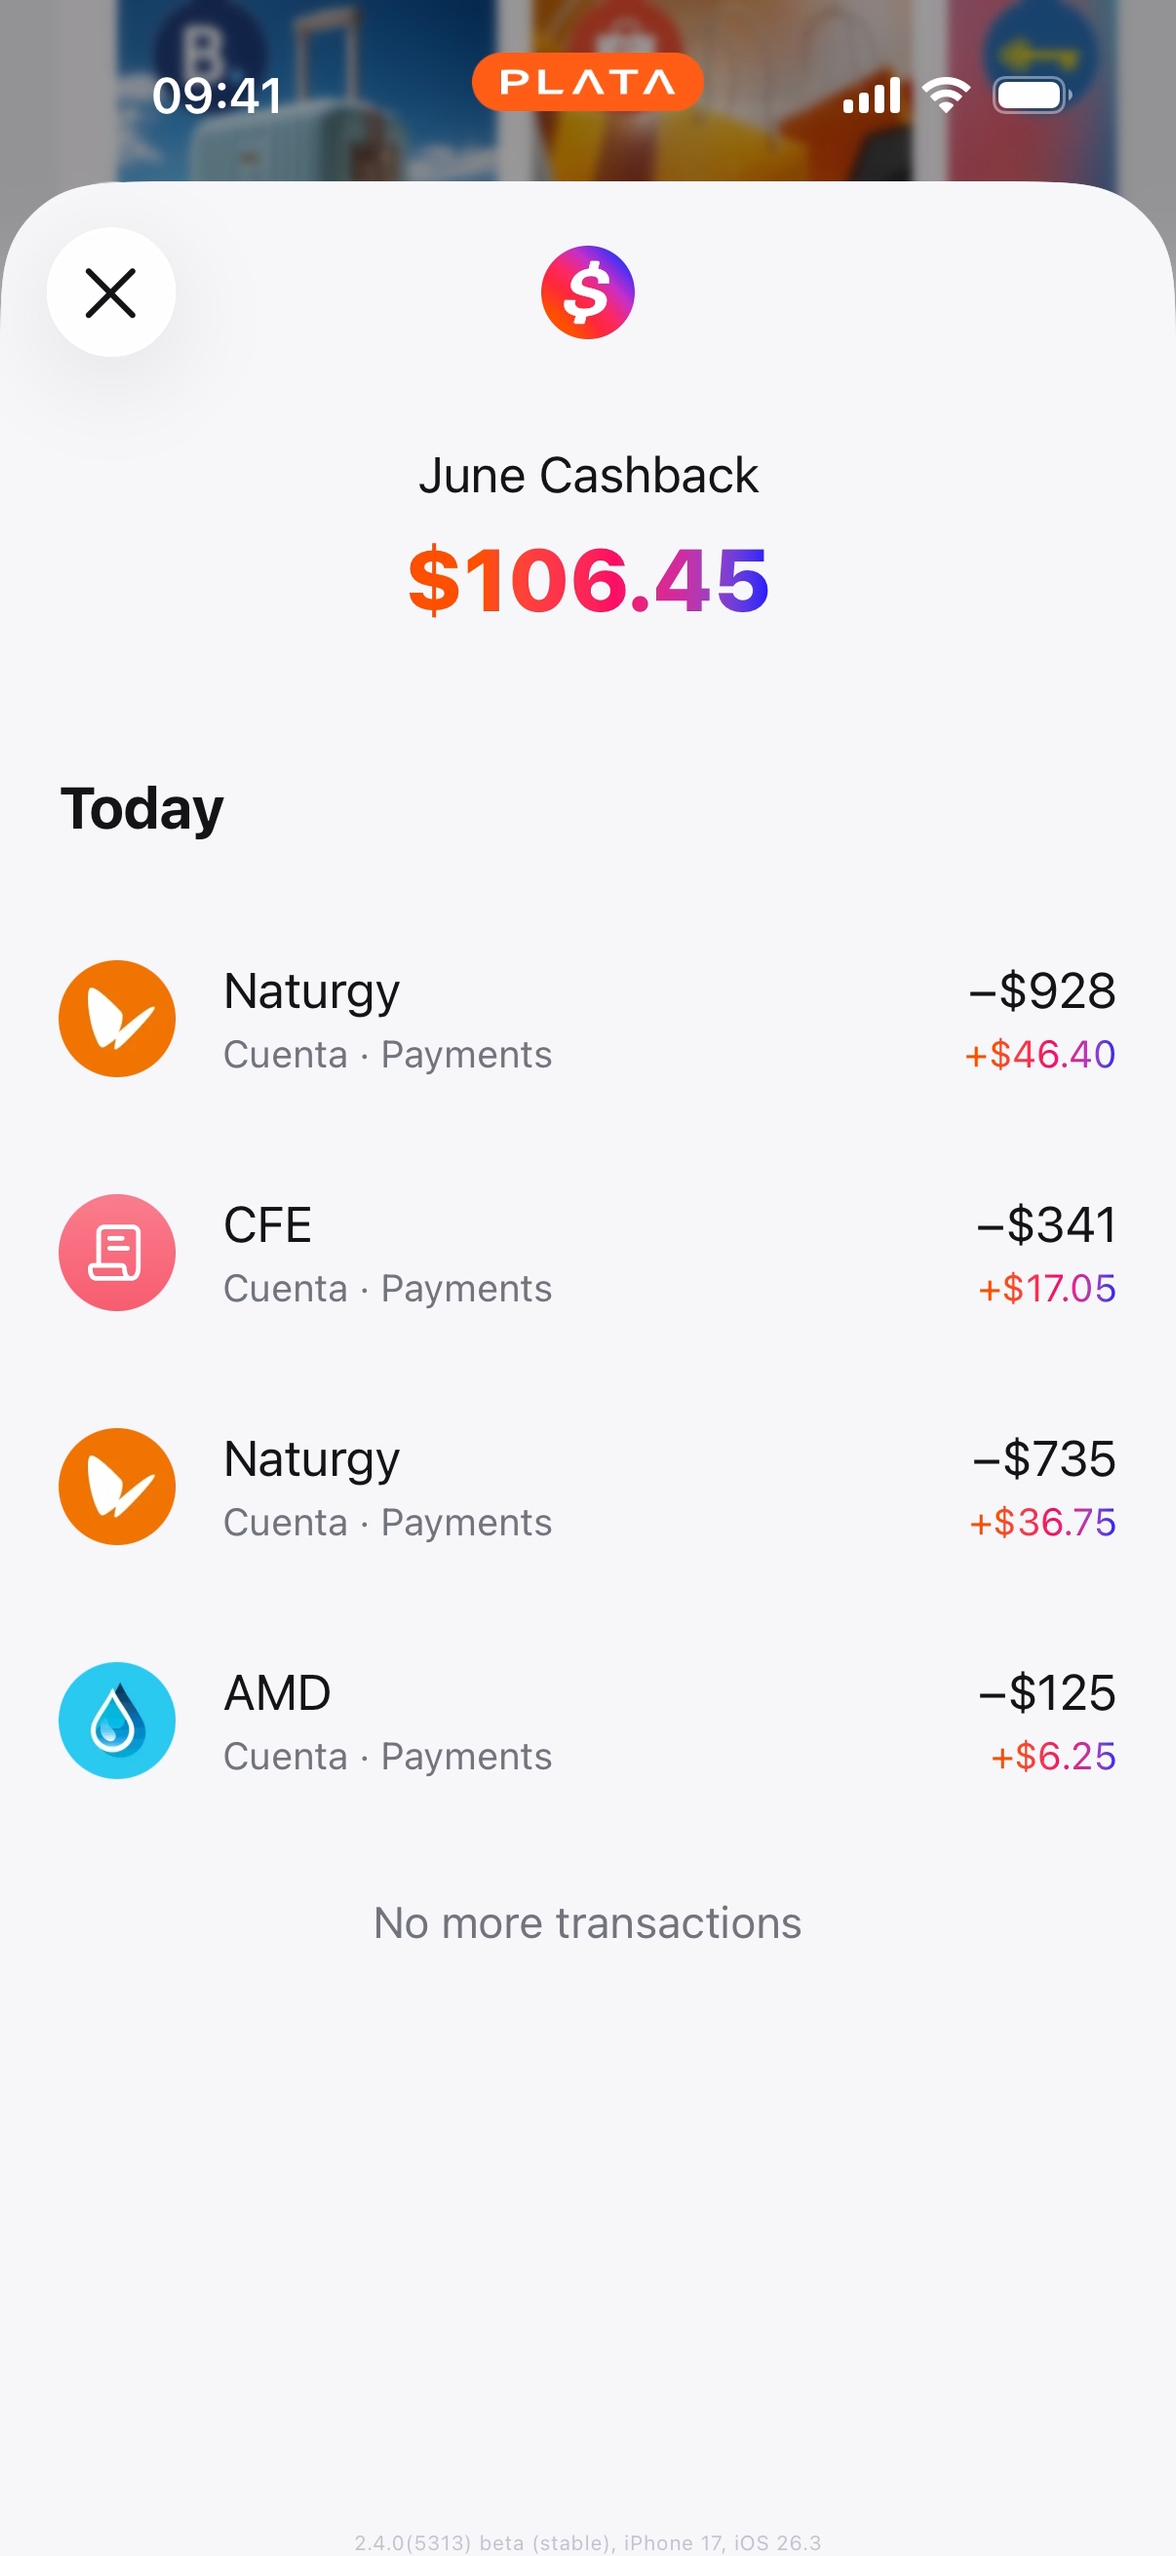 B.
09:41
PLATA
June Cashback
$106.45
Today
Naturgy
–$928
Cuenta · Payments
+$46.40
CFE
–$341
Cuenta · Payments
+$17.05
Naturgy
–$735
Cuenta · Payments
+$36.75
AMD
–$125
Cuenta · Payments
+$6.25
No more transactions
2.4.0(5313) beta (stable), iPhone 17, iOS 26.3